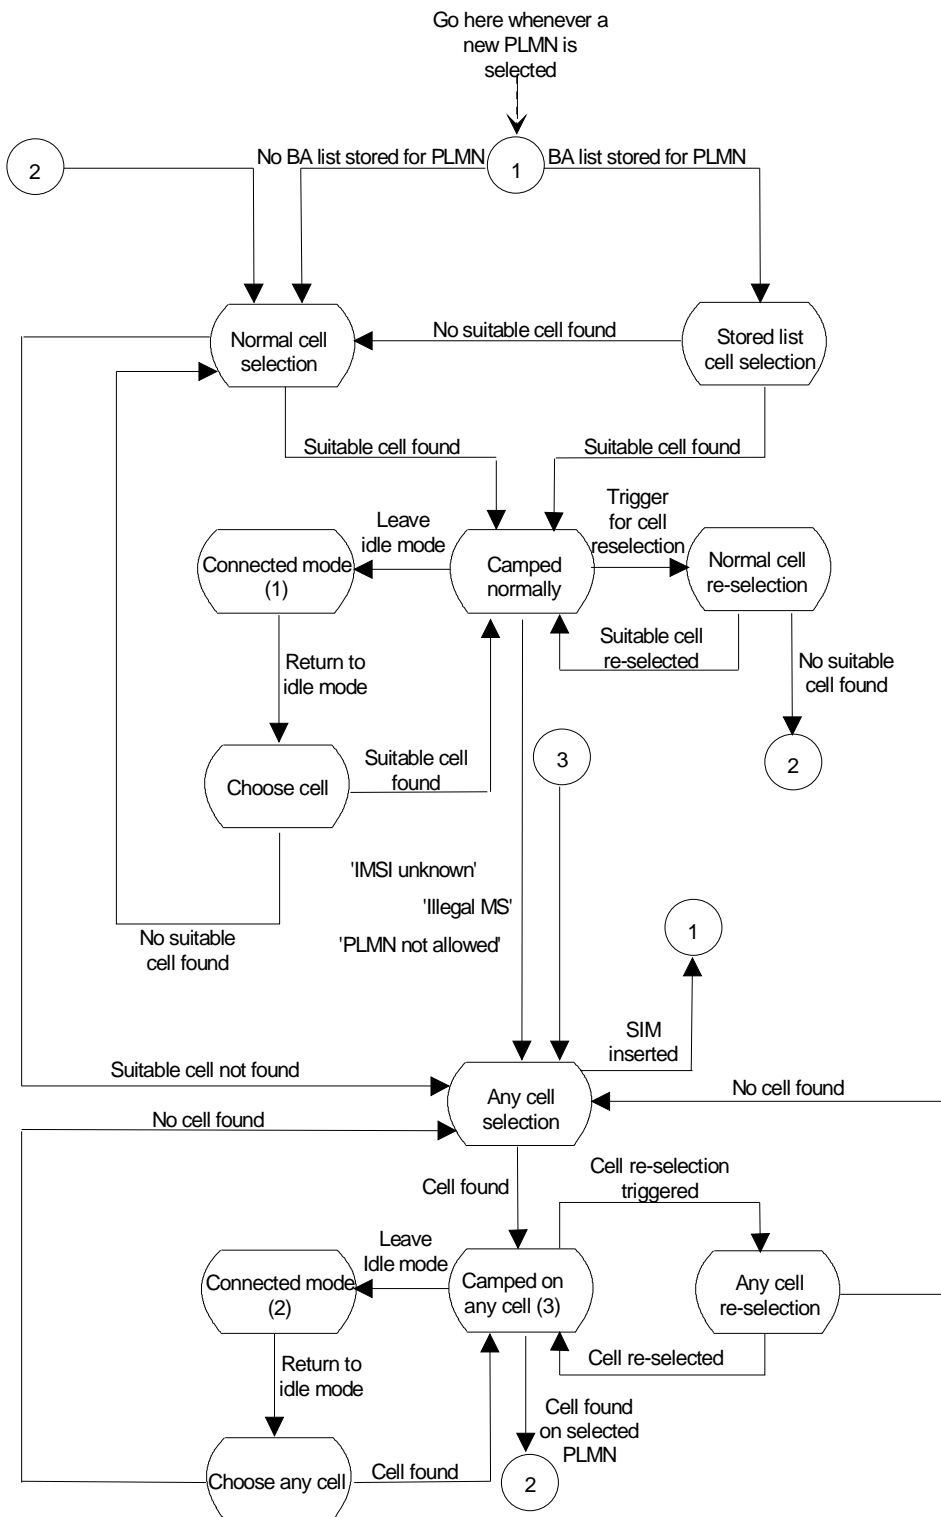 Go here whenever a
new PLMN is
selected
2
No BA list stored for PLMN
1
BA list stored for PLMN
Normal cell
selection
No suitable cell found
Stored list
cell selection
Suitable cell found
Suitable cell found
Leave
idle mode
Trigger
for cell
reselection
Connected mode
(1)
Camped
normally
Normal cell
re-selection
Suitable cell
re-selected
Return to
idle mode
No suitable
cell found
Choose cell
Suitable cell
found
3
2
'IMSI unknown'
'Illegal MS'
'PLMN not allowed'
No suitable
cell found
1
SIM
inserted
Suitable cell not found
Any cell
selection
No cell found
No cell found
Cell found
Cell re-selection
triggered
Leave
Idle mode
Connected mode
(2)
Camped on
any cell (3)
Any cell
re-selection
Return to
idle mode
Cell re-selected
Cell found
on selected
PLMN
Choose any cell
Cell found
2